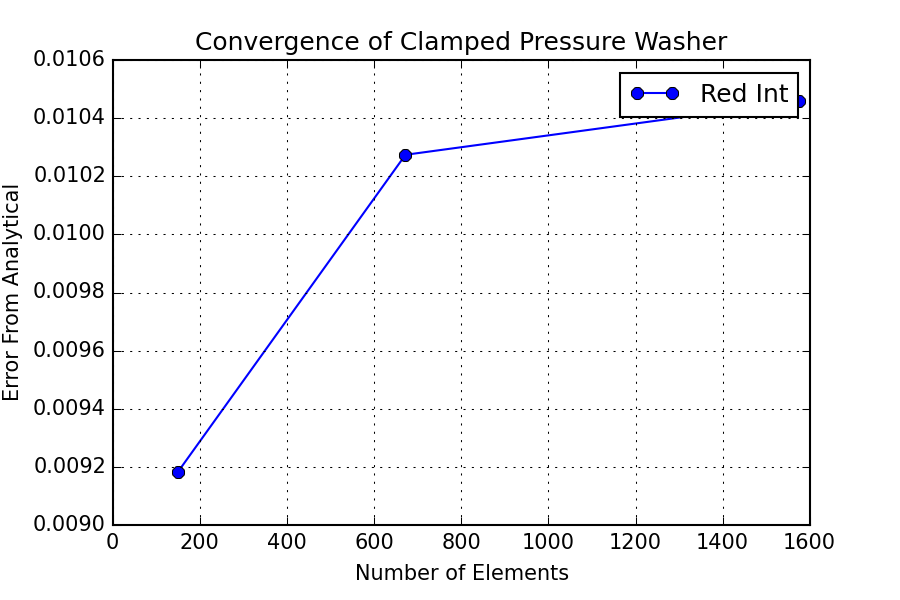 Convergence of Clamped Pressure Washer
0.0106
0.0104
0.0102
0.0100
0.0098
0.0096
0.0094
0.0092
0.0090
Error From Analytical
Red Int
0 200 400 600 800 1000 1200 1400 1600
Number of Elements